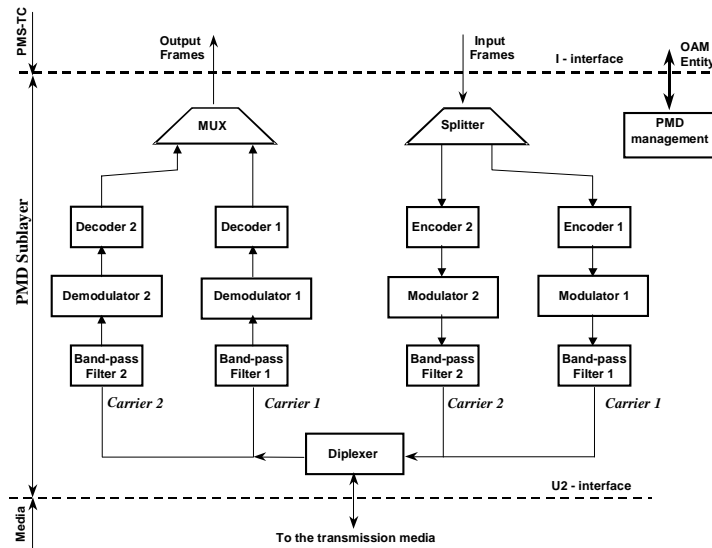 PMS-TC
Output
Frames
Input
Frames
OAM
Entity
I - interface
MUX
Splitter
PMD
management
PMD Sublayer
Decoder 2
Decoder 1
Encoder 2
Encoder 1
Demodulator 2
Demodulator 1
Modulator 2
Modulator 1
Band-pass
Filter 2
Band-pass
Filter 1
Band-pass
Filter 2
Band-pass
Filter 1
Carrier 2
Carrier 1
Carrier 2
Carrier 1
Diplexer
U2 - interface
Media
To the transmission media